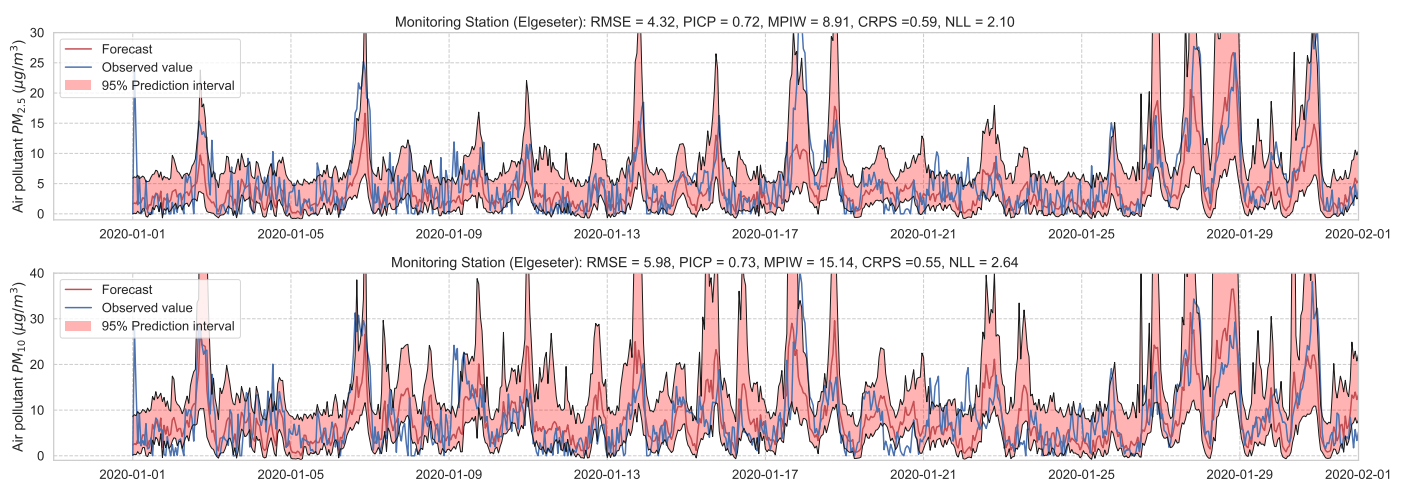 Monitoring Station (Elgeseter): RMSE = 4.32, PICP = 0.72, MPIW = 8.91, CRPS =0.59, NLL = 2.10
Air pollutant PM2.5 (μg/m³)
30
25
20
15
10
5
0
Forecast
Observed value
95% Prediction interval
2020-01-01 2020-01-05 2020-01-09 2020-01-13 2020-01-17 2020-01-21 2020-01-25 2020-01-29 2020-02-01
Monitoring Station (Elgeseter): RMSE = 5.98, PICP = 0.73, MPIW = 15.14, CRPS =0.55, NLL = 2.64
Air pollutant PM10 (μg/m³)
40
30
20
10
0
Forecast
Observed value
95% Prediction interval
2020-01-01 2020-01-05 2020-01-09 2020-01-13 2020-01-17 2020-01-21 2020-01-25 2020-01-29 2020-02-01